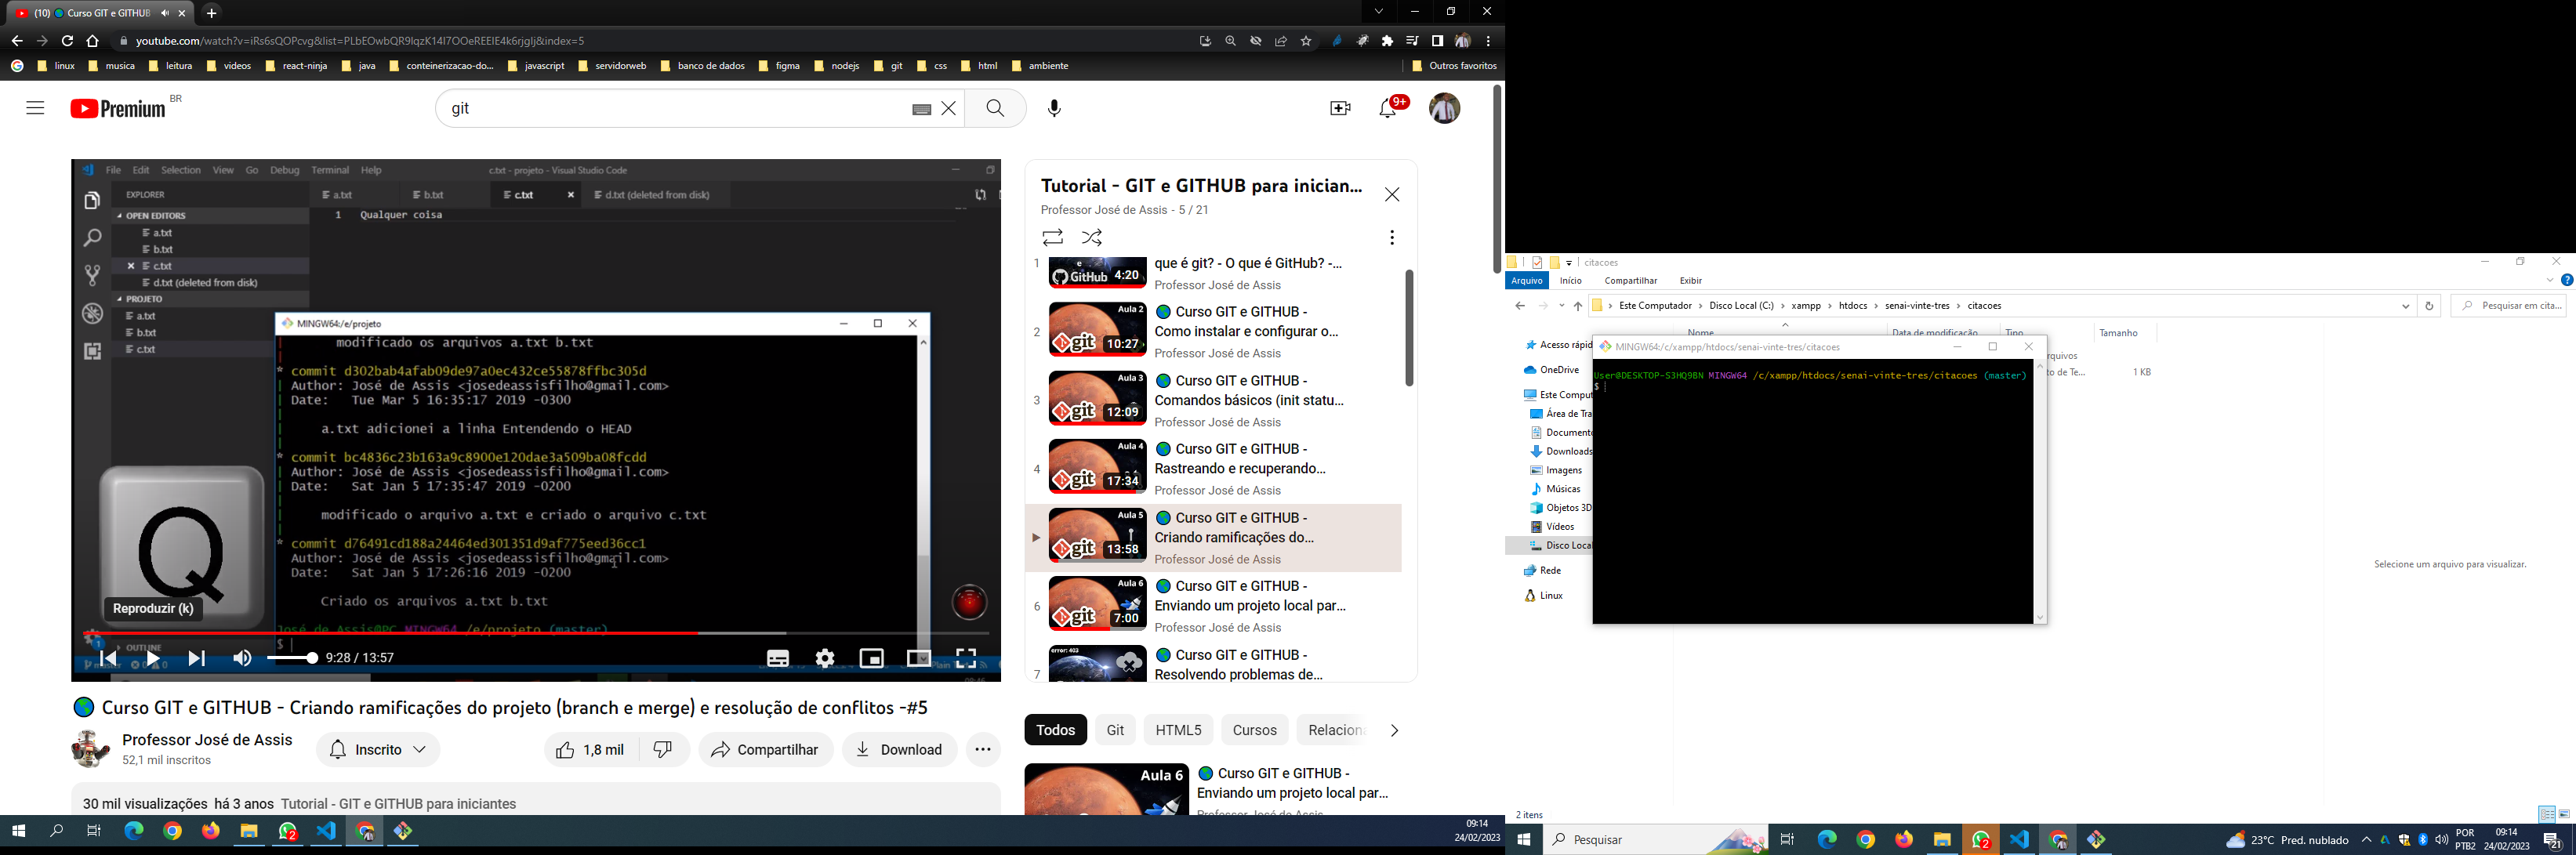 (10) Curso GIT e GITHUB
youtube.com/watch?v=iRs6sQOPcvg&list=PLbEOwbQR9lqzK14I7OOeREEIE4k6rjgIj&index=5
linux musica leitura videos react-ninja java conteinerizacao-do... javascript servidorweb banco de dados figma nodejs git css html ambiente Outros favoritos
Premium BR
git
9+
File Edit Selection View Go Debug Terminal Help c.txt - projeto - Visual Studio Code
EXPLORER
a.txt b.txt c.txt d.txt (deleted from disk)
OPEN EDITORS
1 Qualquer coisa
a.txt
b.txt
c.txt
d.txt (deleted from disk)
PROJETO
a.txt
b.txt
c.txt
MINGW64:/e/projeto
modificado os arquivos a.txt b.txt
* commit d302bab4afab09de97a0ec432ce55878ffbc305d
Author: José de Assis <josedeassisfilho@gmail.com>
Date: Tue Mar 5 16:35:17 2019 -0300
a.txt adicionei a linha Entendendo o HEAD
* commit bc4836c23b163a9c8900e120dae3a509ba08fcdd
Author: José de Assis <josedeassisfilho@gmail.com>
Date: Sat Jan 5 17:35:47 2019 -0200
modificado o arquivo a.txt e criado o arquivo c.txt
* commit d76491cd188a24464ed301351d9af775eed36cc1
Author: José de Assis <josedeassisfilho@gmail.com>
Date: Sat Jan 5 17:26:16 2019 -0200
Criado os arquivos a.txt b.txt
José de Assis@PC MINGW64 /e/projeto (master)
$
Q
Reproduzir (k)
OUTLINE
9:28 / 13:57
Curso GIT e GITHUB - Criando ramificações do projeto (branch e merge) e resolução de conflitos -#5
Professor José de Assis
52,1 mil inscritos
Inscrito
1,8 mil
Compartilhar
Download
30 mil visualizações há 3 anos Tutorial - GIT e GITHUB para iniciantes
Tutorial - GIT e GITHUB para inician...
Professor José de Assis - 5 / 21
1
e
GitHub
4:20
que é git? - O que é GitHub? -...
Professor José de Assis
2
Aula 2
git
10:27
Curso GIT e GITHUB -
Como instalar e configurar o...
Professor José de Assis
3
Aula 3
git
12:09
Curso GIT e GITHUB -
Comandos básicos (init statu...
Professor José de Assis
4
Aula 4
git
17:34
Curso GIT e GITHUB -
Rastreando e recuperando...
Professor José de Assis
Aula 5
git
13:58
Curso GIT e GITHUB -
Criando ramificações do...
Professor José de Assis
6
Aula 6
git
7:00
Curso GIT e GITHUB -
Enviando um projeto local par...
Professor José de Assis
7
error: 403
Curso GIT e GITHUB -
Resolvendo problemas de...
Todos Git HTML5 Cursos Relacion
Aula 6
Curso GIT e GITHUB -
Enviando um projeto local par...
Professor José de Assis
2
09:14
24/02/2023
citacoes
Arquivo Início Compartilhar Exibir
Este Computador Disco Local (C:) xampp htdocs senai-vinte-tres citacoes
Pesquisar em cita...
Nome Data de modificação Tipo Tamanho
Acesso rápid
OneDrive
Este Comput
Área de Tra
Documento
Downloads
Imagens
Músicas
Objetos 3D
Vídeos
Disco Local
Rede
Linux
rquivos
to de Te... 1 KB
MINGW64:/c/xampp/htdocs/senai-vinte-tres/citacoes
User@DESKTOP-S3HQ9BN MINGW64 /c/xampp/htdocs/senai-vinte-tres/citacoes (master)
$
Selecione um arquivo para visualizar.
2 itens
Pesquisar
2
23°C Pred. nublado
POR
PTB2
09:14
24/02/2023
21